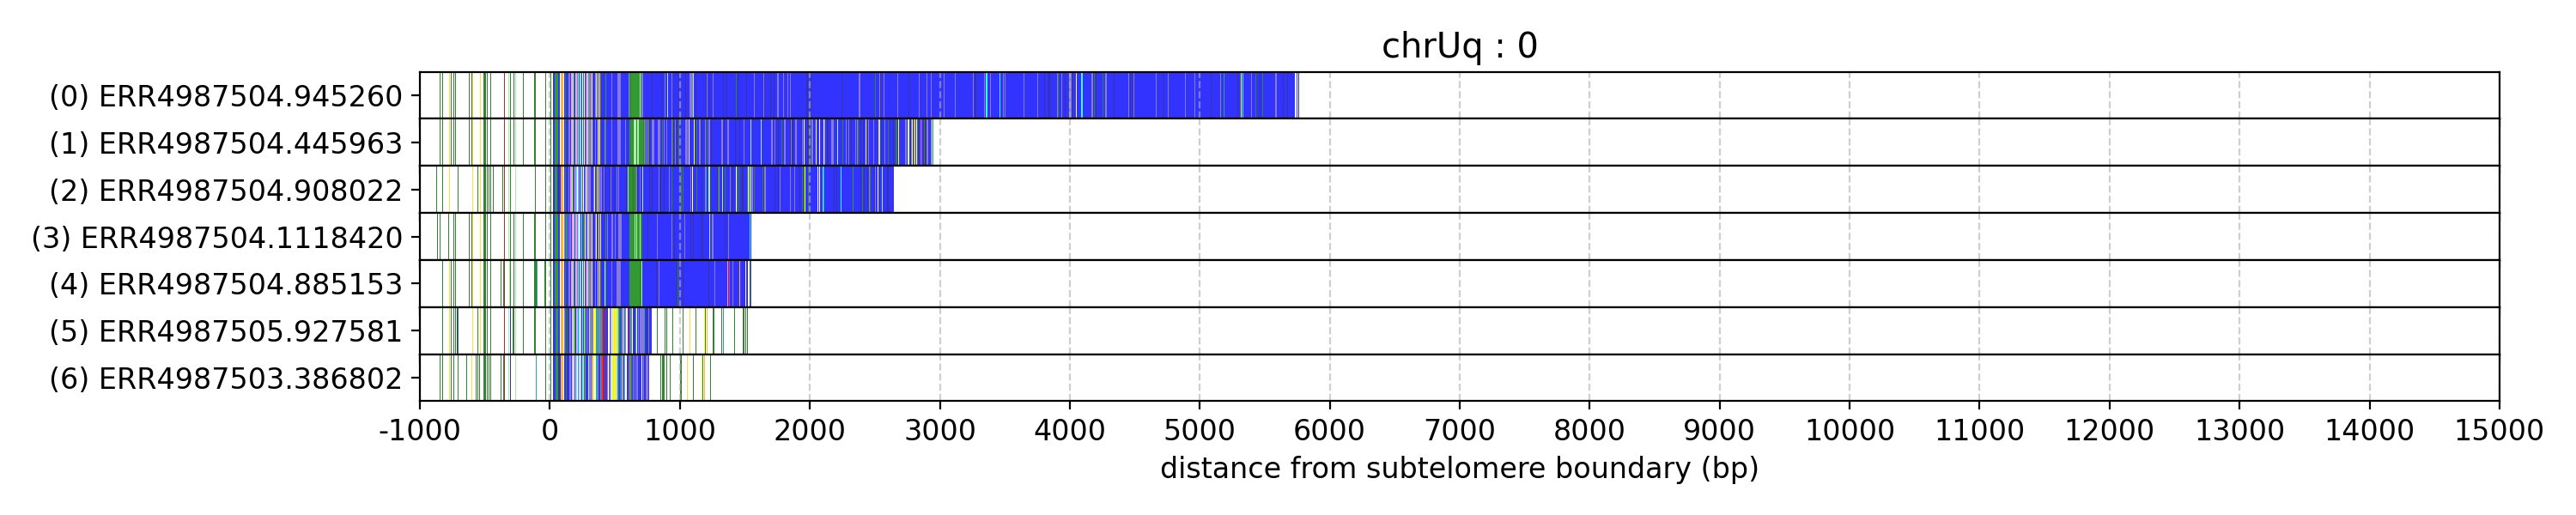 chrUq : 0
(0) ERR4987504.945260
(1) ERR4987504.445963
(2) ERR4987504.908022
(3) ERR4987504.1118420
(4) ERR4987504.885153
(5) ERR4987505.927581
(6) ERR4987503.386802
-1000 0 1000 2000 3000 4000 5000 6000 7000 8000 9000 10000 11000 12000 13000 14000 15000
distance from subtelomere boundary (bp)